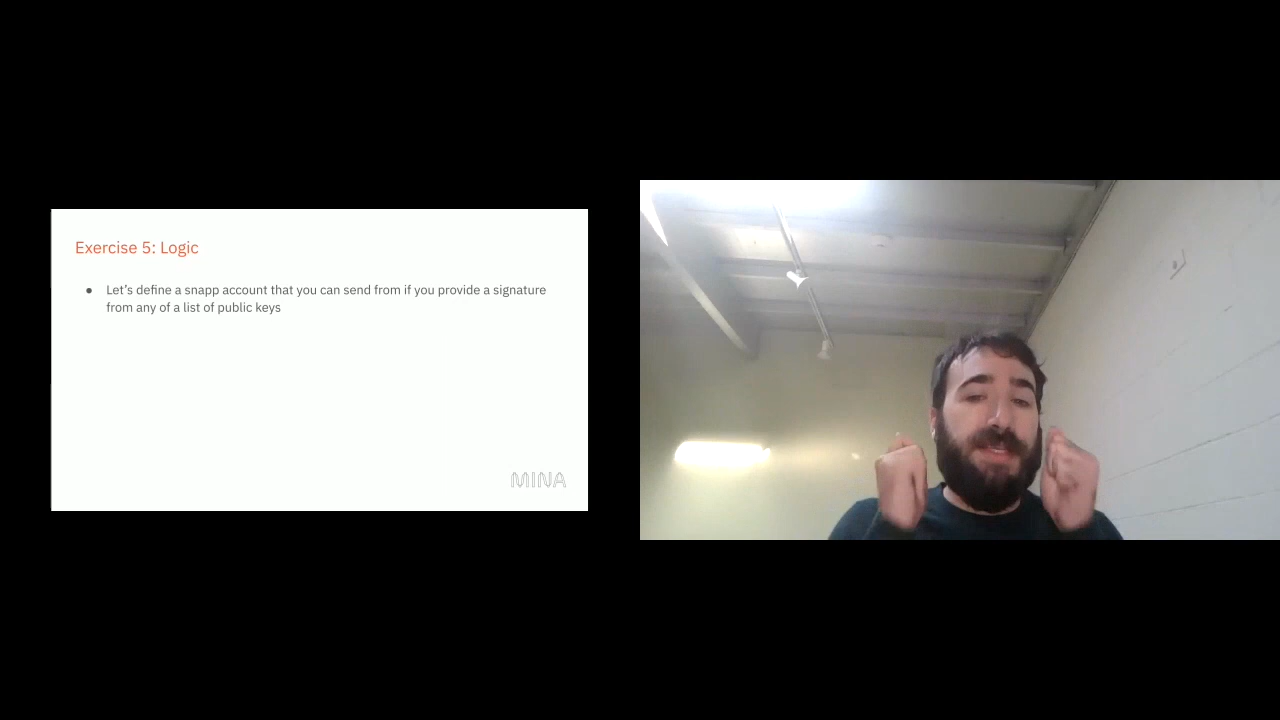 Exercise 5: Logic
● Let’s define a snapp account that you can send from if you provide a signature
from any of a list of public keys
MINA